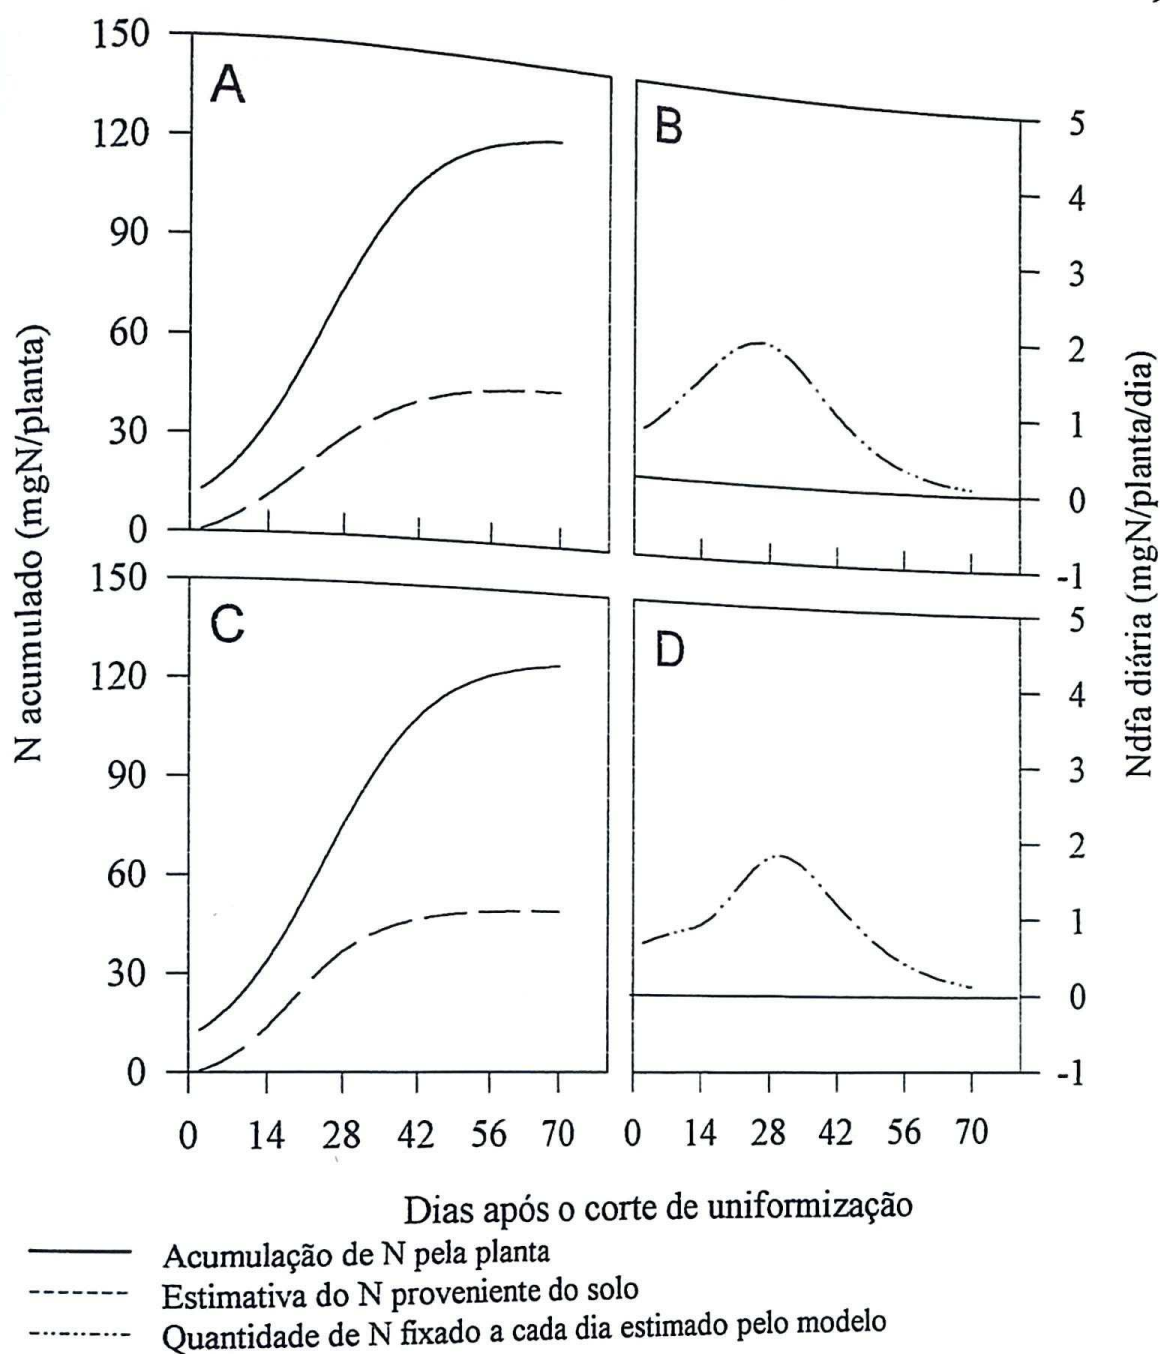 150
120
90
60
30
0
A
B
5
4
3
2
1
0
-1
150
120
90
60
30
0
C
D
5
4
3
2
1
0
-1
0 14 28 42 56 70
0 14 28 42 56 70
N acumulado (mgN/planta)
Ndfa diária (mgN/planta/dia)
Dias após o corte de uniformização
Acumulação de N pela planta
Estimativa do N proveniente do solo
Quantidade de N fixado a cada dia estimado pelo modelo